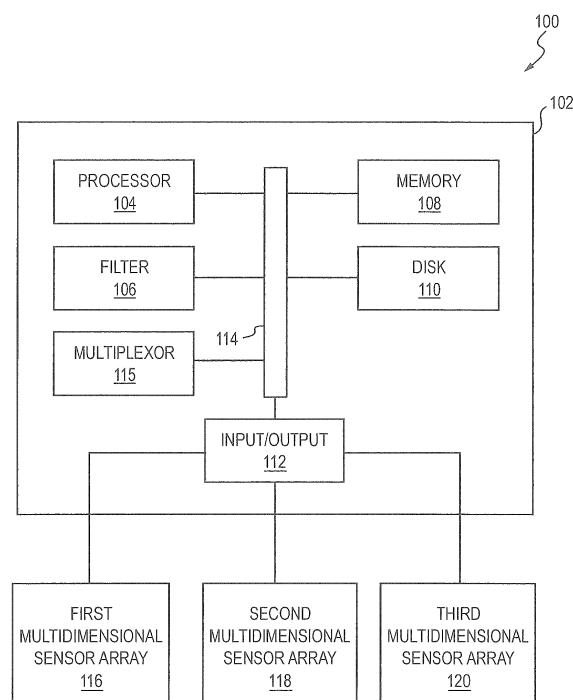 100
102
PROCESSOR
104
MEMORY
108
FILTER
106
DISK
110
114
MULTIPLEXOR
115
INPUT/OUTPUT
112
FIRST
MULTIDIMENSIONAL
SENSOR ARRAY
116
SECOND
MULTIDIMENSIONAL
SENSOR ARRAY
118
THIRD
MULTIDIMENSIONAL
SENSOR ARRAY
120